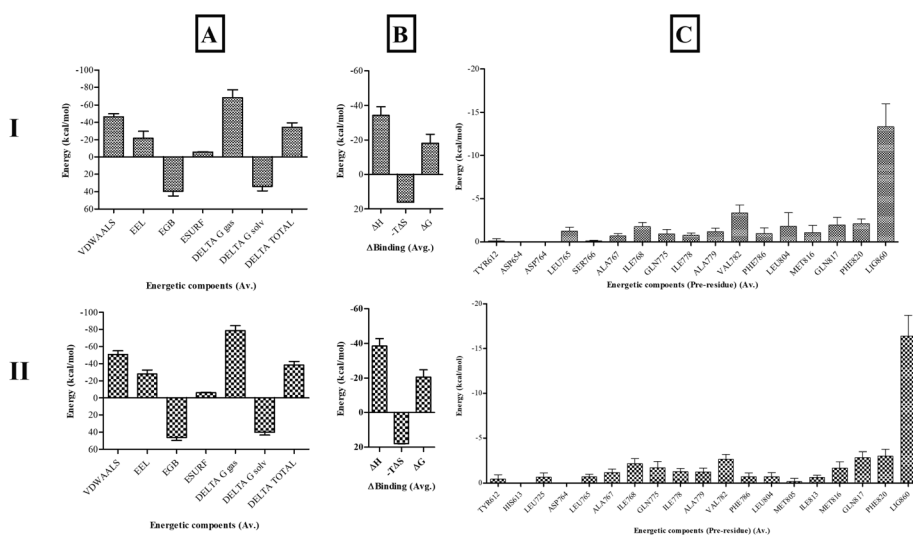 A
B
C
I
Energy (kcal/mol)
-100
-80
-60
-40
-20
0
20
40
60
VDWAALS
EEL
EGB
ESURF
DELTA G gas
DELTA G solv
DELTA TOTAL
Energetic compoents (Av.)
Energy (kcal/mol)
-60
-40
-20
0
20
ΔH
-TΔS
ΔG
ΔBinding (Avg.)
Energy (kcal/mol)
-20
-15
-10
-5
0
TYR612
ASP654
ASP764
LEU765
SER766
ALA767
ILE768
GLN775
ILE778
ALA779
VAL782
PHE786
LEU804
MET816
GLN817
PHE820
LIG860
Energetic compoents (Pre-residue) (Av.)
II
Energy (kcal/mol)
-100
-80
-60
-40
-20
0
20
40
60
VDWAALS
EEL
EGB
ESURF
DELTA G gas
DELTA G solv
DELTA TOTAL
Energetic compoents (Av.)
Energy (kcal/mol)
-60
-40
-20
0
20
ΔH
-TΔS
ΔG
ΔBinding (Avg.)
Energy (kcal/mol)
-20
-15
-10
-5
0
TYR612
HIS613
LEU725
ASP764
LEU765
ALA767
ILE768
GLN775
ILE778
ALA779
VAL782
PHE786
LEU804
MET805
ILE813
MET816
GLN817
PHE820
LIG860
Energetic compoents (Pre-residue) (Av.)